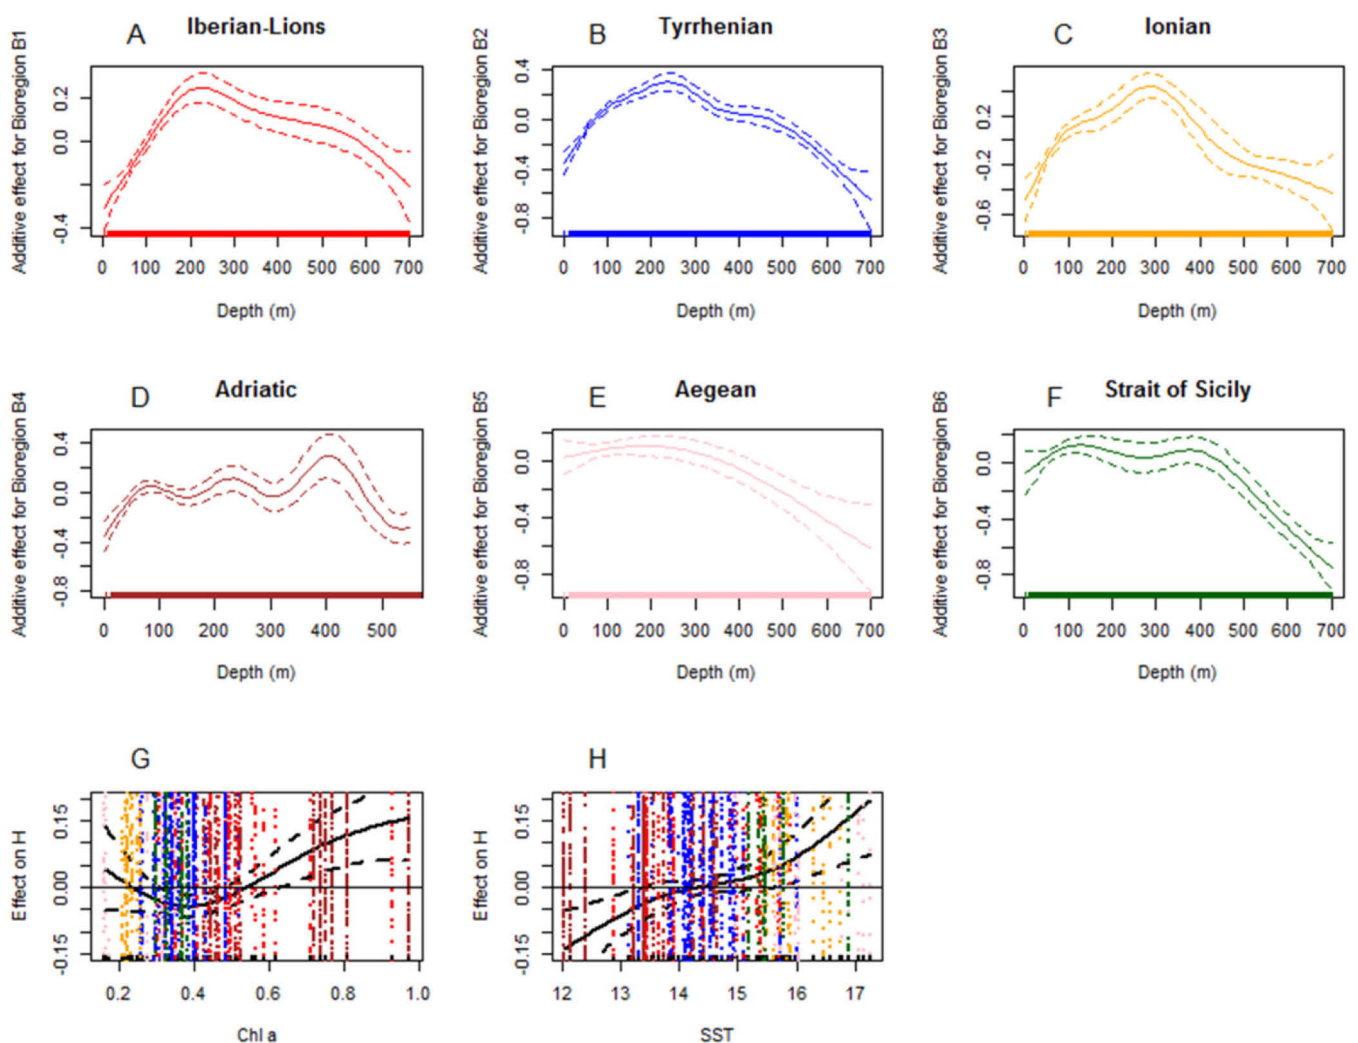 A Iberian-Lions
Additive effect for Bioregion B1
0.2
0.0
-0.4
0 100 200 300 400 500 600 700
Depth (m)
B Tyrrhenian
Additive effect for Bioregion B2
0.4
0.0
-0.4
-0.8
0 100 200 300 400 500 600 700
Depth (m)
C Ionian
Additive effect for Bioregion B3
0.2
-0.2
-0.6
0 100 200 300 400 500 600 700
Depth (m)
D Adriatic
Additive effect for Bioregion B4
0.4
0.0
-0.4
-0.8
0 100 200 300 400 500
Depth (m)
E Aegean
Additive effect for Bioregion B5
0.0
-0.4
-0.8
0 100 200 300 400 500 600 700
Depth (m)
F Strait of Sicily
Additive effect for Bioregion B6
0.0
-0.4
-0.8
0 100 200 300 400 500 600 700
Depth (m)
G
Effect on H
0.15
0.00
-0.15
0.2 0.4 0.6 0.8 1.0
Chl a
H
Effect on H
0.15
0.00
-0.15
12 13 14 15 16 17
SST